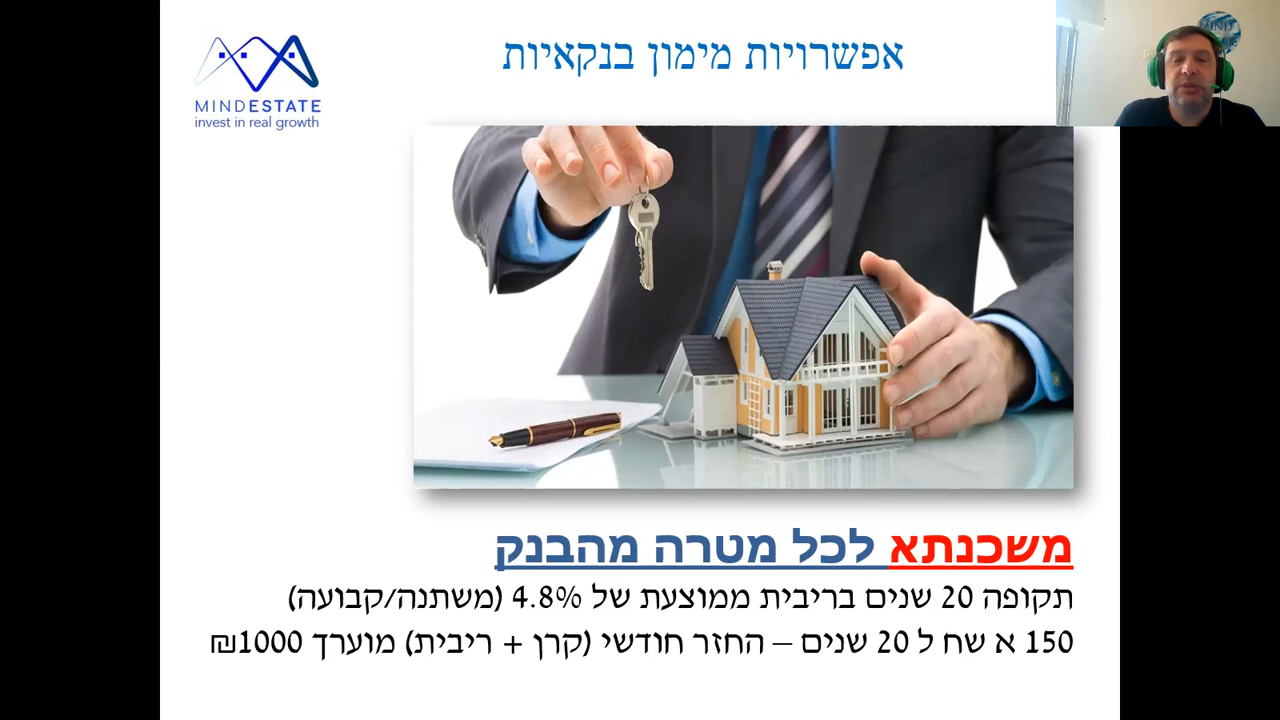 אפשרויות מימון בנקאיות
MINDESTATE
invest in real growth
MIND
משכנתא לכל מטרה מהבנק
תקופה 20 שנים בריבית ממוצעת של 4.8% (משתנה/קבועה)
150 א שח ל 20 שנים – החזר חודשי (קרן + ריבית) מוערך 1000₪